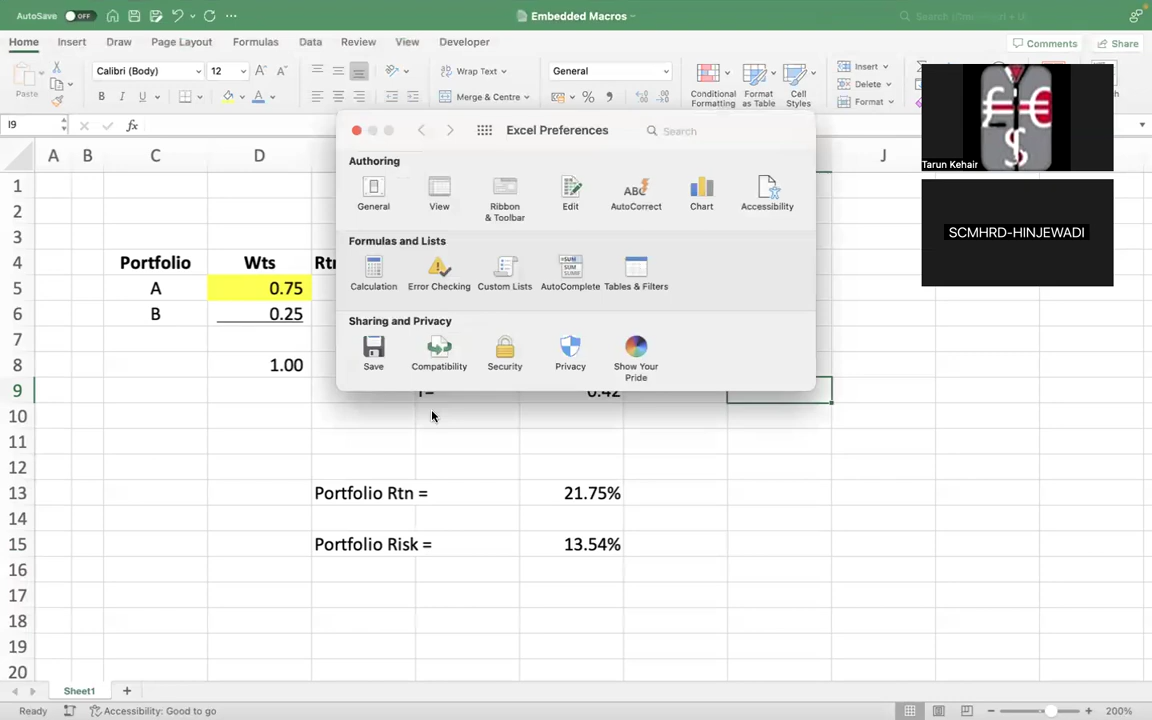 AutoSave OFF Embedded Macros Search (Cmd + Ctrl + U)
Home Insert Draw Page Layout Formulas Data Review View Developer Comments Share
Paste Calibri (Body) 12 Wrap Text General Insert
B I U Merge & Centre % Conditional Formatting Format as Table Cell Styles Delete
Format
I9 fx
Excel Preferences Search
Authoring
General View Ribbon & Toolbar Edit AutoCorrect Chart Accessibility
Formulas and Lists
Calculation Error Checking Custom Lists AutoComplete Tables & Filters
Sharing and Privacy
Save Compatibility Security Privacy Show Your Pride
Tarun Kehair
SCMHRD-HINJEWADI
A B C D J
1
2
3
4 Portfolio Wts Rtn
5 A 0.75
6 B 0.25
7
8 1.00
9 r= 0.42
10
11
12
13 Portfolio Rtn = 21.75%
14
15 Portfolio Risk = 13.54%
16
17
18
19
20
Sheet1
Ready Accessibility: Good to go 200%